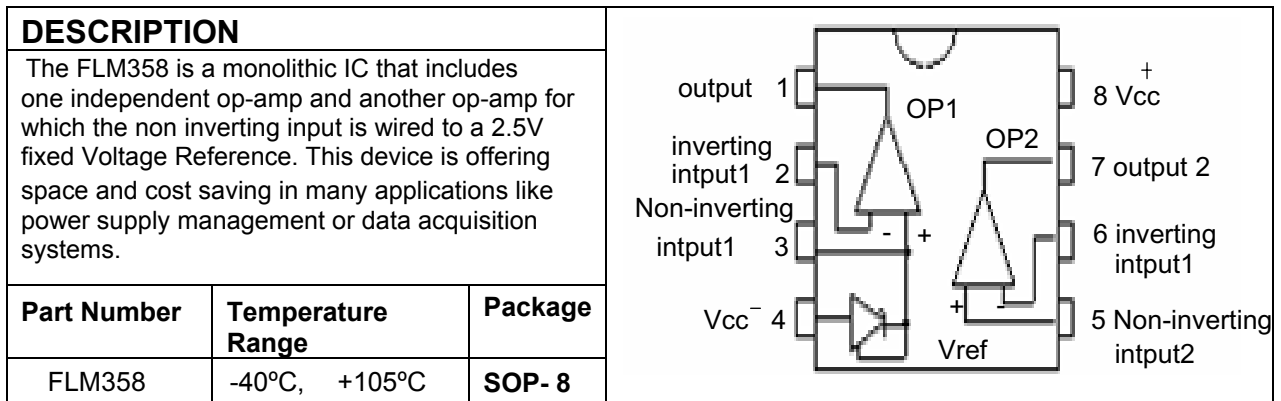 DESCRIPTION
The FLM358 is a monolithic IC that includes
one independent op-amp and another op-amp for
which the non inverting input is wired to a 2.5V
fixed Voltage Reference. This device is offering
space and cost saving in many applications like
power supply management or data acquisition
systems.
Part Number Temperature Range Package
FLM358 -40ºC, +105ºC SOP- 8
output 1
inverting
intput1 2
Non-inverting
intput1 3
Vcc⁻ 4
OP1
- +
OP2
+ -
Vref
+
8 Vcc
7 output 2
6 inverting
intput1
5 Non-inverting
intput2